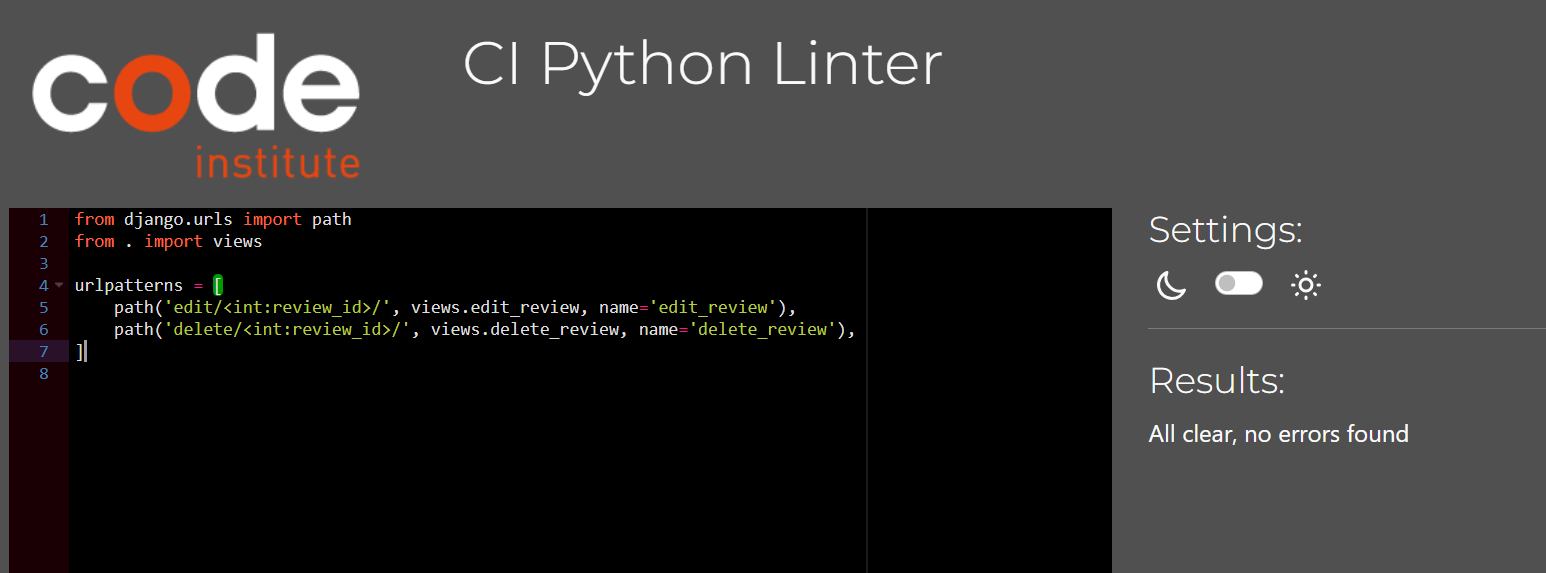 code
institute
CI Python Linter
1 from django.urls import path
2 from . import views
3
4 urlpatterns = [
5     path('edit/<int:review_id>/', views.edit_review, name='edit_review'),
6     path('delete/<int:review_id>/', views.delete_review, name='delete_review'),
7 ]
8
Settings:
Results:
All clear, no errors found